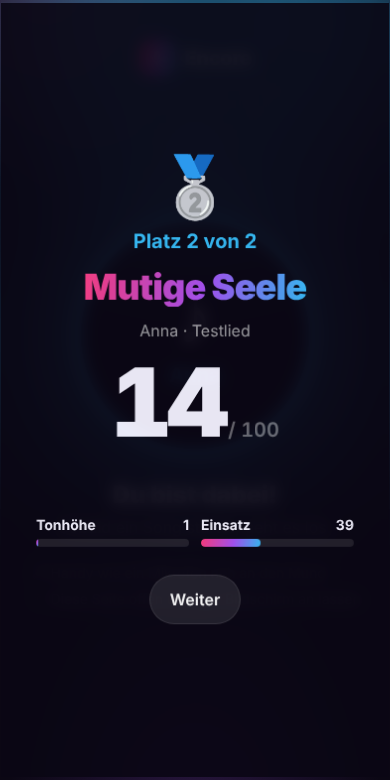 2
Platz 2 von 2
Mutige Seele
Anna · Testlied
14 / 100
Tonhöhe 1 Einsatz 39
Weiter